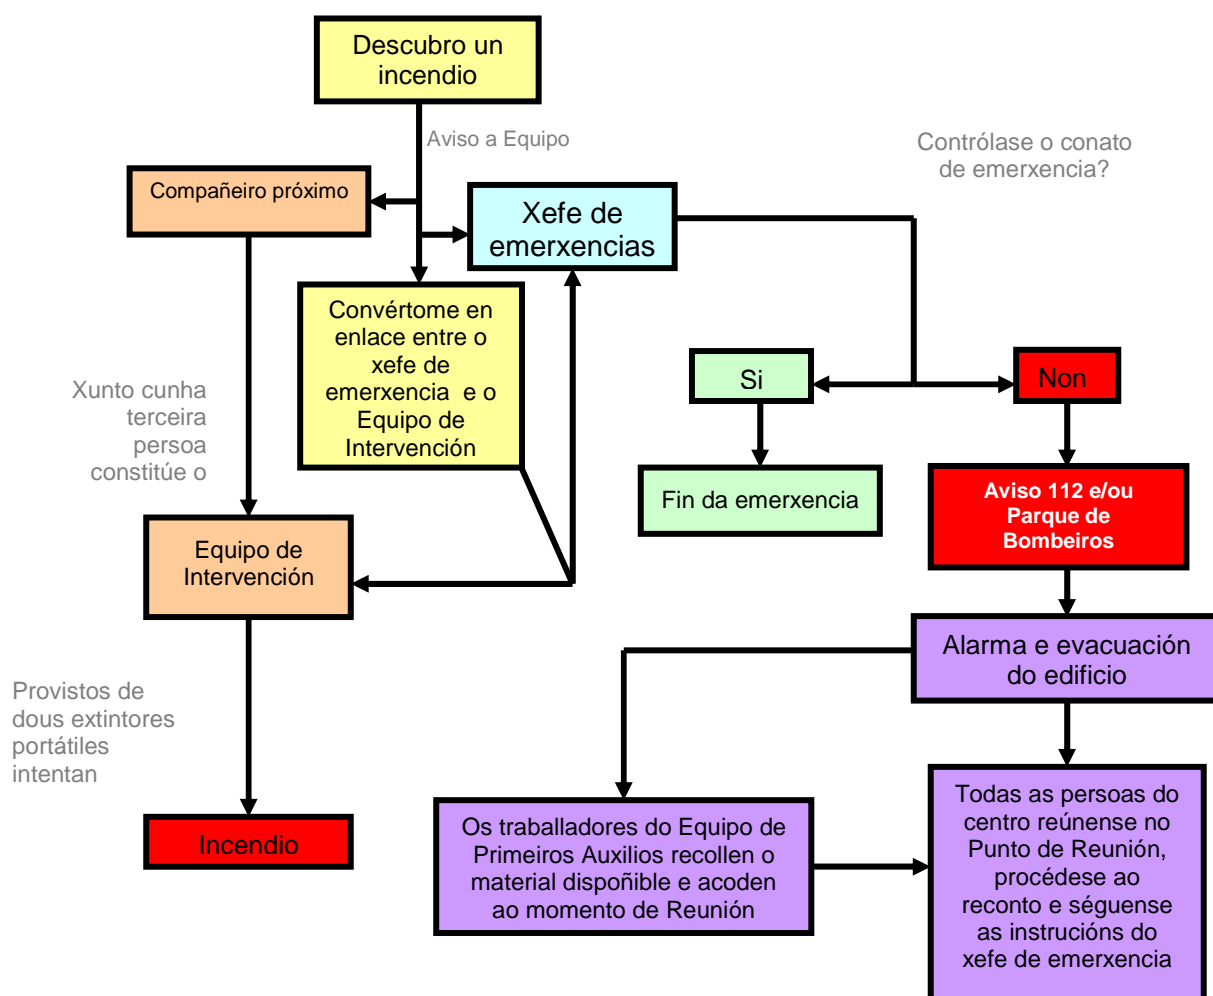 Descubro un
incendio
Aviso a Equipo
Contrólase o conato
de emerxencia?
Compañeiro próximo
Xefe de
emerxencias
Convértome en
enlace entre o
xefe de
emerxencia e o
Equipo de
Intervención
Si
Non
Xunto cunha
terceira
persoa
constitúe o
Fin da emerxencia
Aviso 112 e/ou
Parque de
Bombeiros
Equipo de
Intervención
Alarma e evacuación
do edificio
Provistos de
dous extintores
portátiles
intentan
Incendio
Os traballadores do Equipo de
Primeiros Auxilios recollen o
material dispoñible e acoden
ao momento de Reunión
Todas as persoas do
centro reúnense no
Punto de Reunión,
procédese ao
reconto e séguense
as instrucións do
xefe de emerxencia